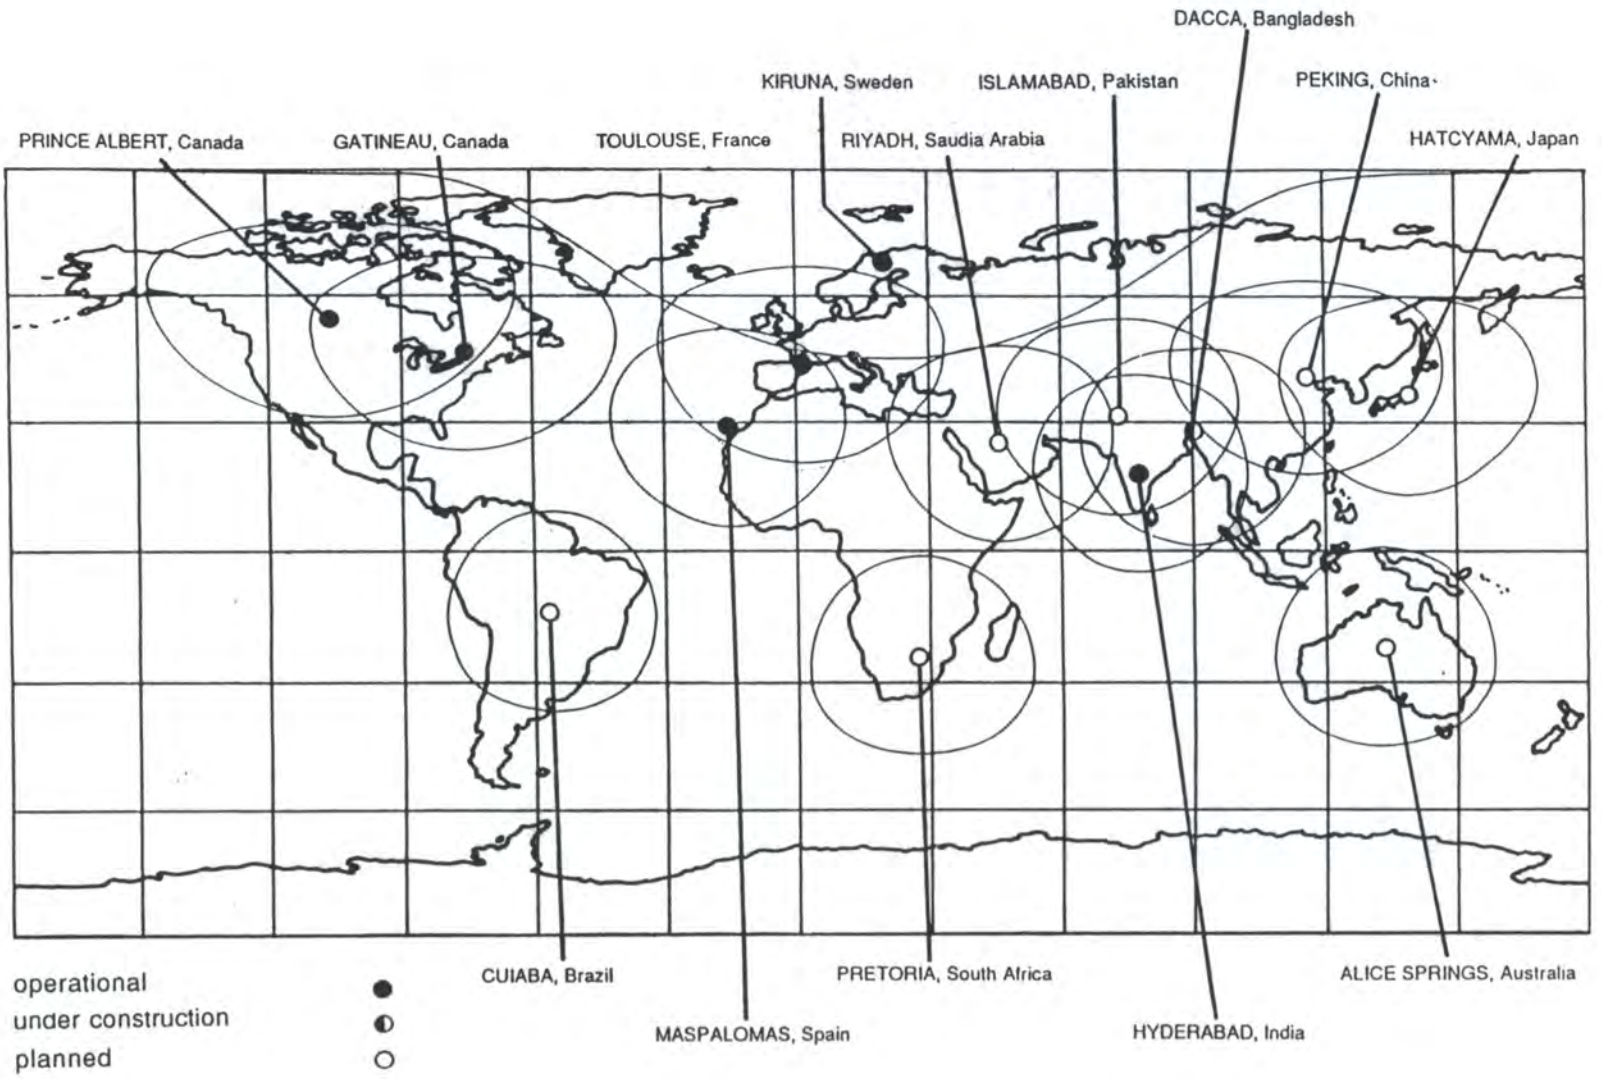 DACCA, Bangladesh
KIRUNA, Sweden
ISLAMABAD, Pakistan
PEKING, China
PRINCE ALBERT, Canada
GATINEAU, Canada
TOULOUSE, France
RIYADH, Saudia Arabia
HATCYAMA, Japan
operational
under construction
planned
CUIABA, Brazil
PRETORIA, South Africa
ALICE SPRINGS, Australia
MASPALOMAS, Spain
HYDERABAD, India